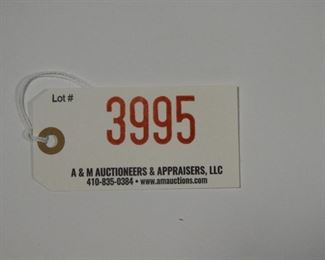 Lot #
3995
A & M AUCTIONEERS & APPRAISERS, LLC
410-835-0384 • www.amauctions.com